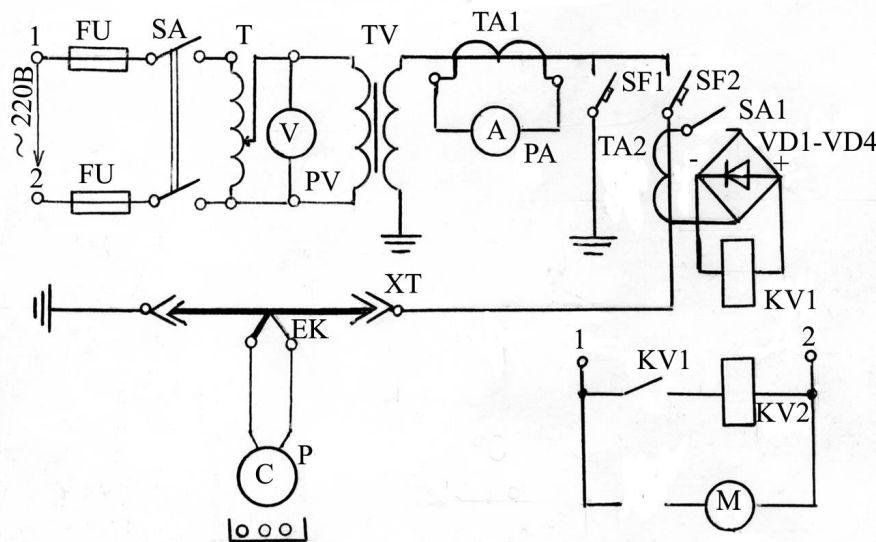 1 FU SA T TV TA1
~220В
SF1 SF2
SA1
V A
PA TA2 VD1-VD4
- +
2 FU PV
KV1
XT
EK
1 2
KV1
KV2
P
C
M